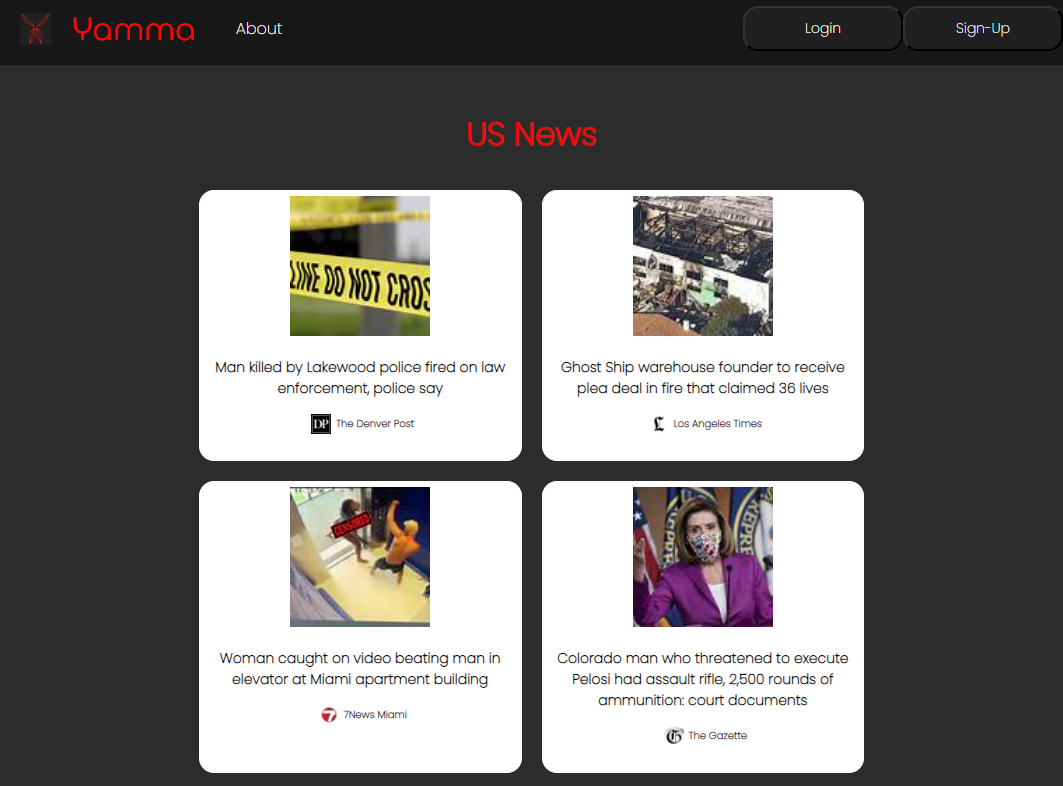 Yamma
About
Login
Sign-Up
US News
LINE DO NOT CROS
Man killed by Lakewood police fired on law
enforcement, police say
DP The Denver Post
Ghost Ship warehouse founder to receive
plea deal in fire that claimed 36 lives
L Los Angeles Times
CENSORED
Woman caught on video beating man in
elevator at Miami apartment building
7 7News Miami
REPRE
Colorado man who threatened to execute
Pelosi had assault rifle, 2,500 rounds of
ammunition: court documents
G The Gazette